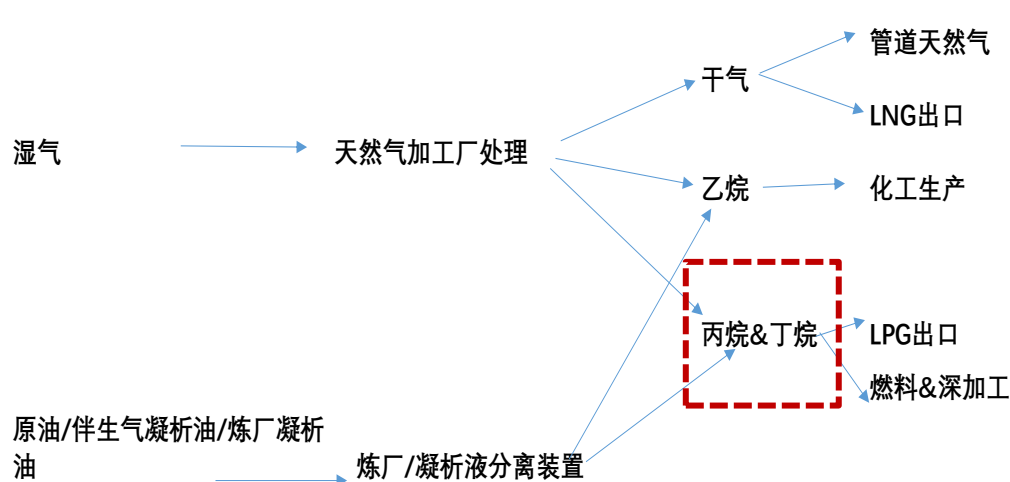 管道天然气
干气
LNG出口
湿气
天然气加工厂处理
乙烷
化工生产
丙烷&丁烷
LPG出口
燃料&深加工
原油/伴生气凝析油/炼厂凝析
油
炼厂/凝析液分离装置